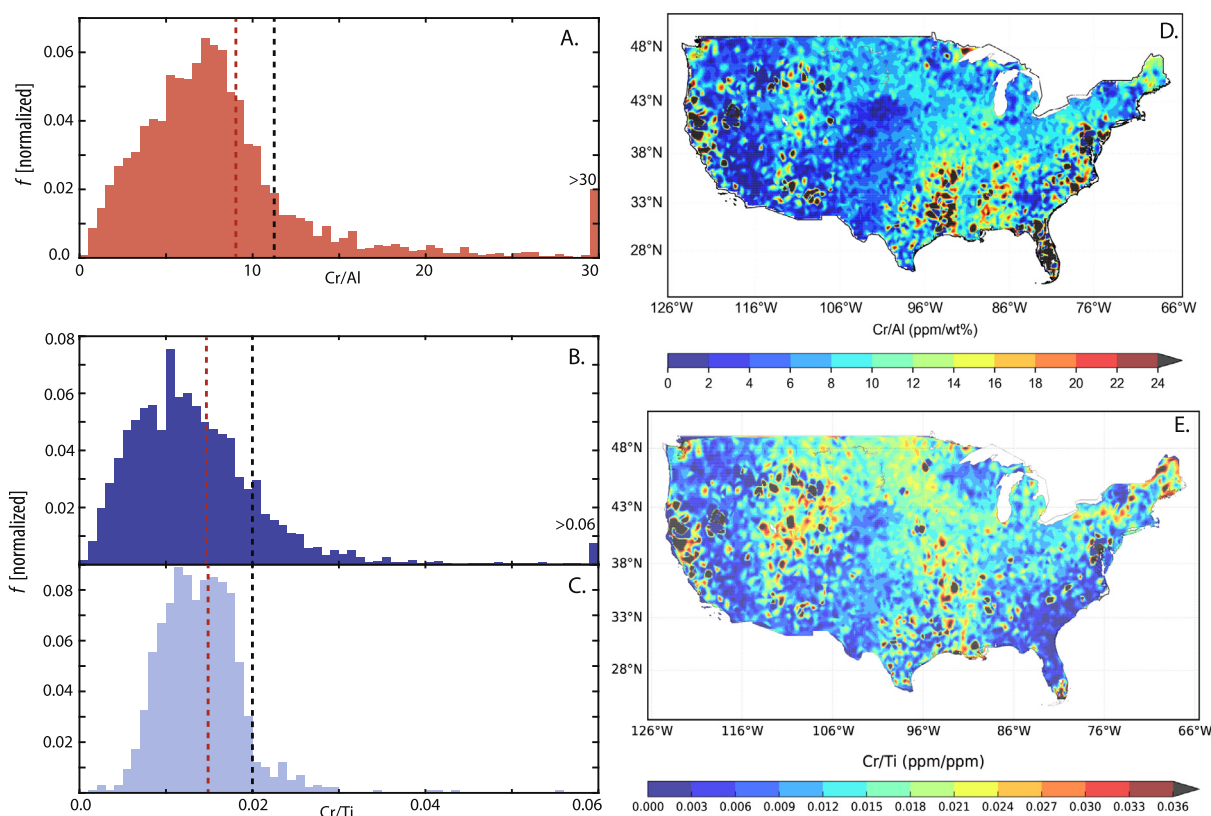 A.
f [normalized]
0.06
0.04
0.02
0.0
>30
0
10
20
30
Cr/Al
B.
0.08
0.06
0.04
0.02
>0.06
f [normalized]
C.
0.08
0.06
0.04
0.02
0.0
0.02
0.04
0.06
Cr/Ti
D.
48°N
43°N
38°N
33°N
28°N
126°W 116°W 106°W 96°W 86°W 76°W 66°W
Cr/Al (ppm/wt%)
0 2 4 6 8 10 12 14 16 18 20 22 24
E.
48°N
43°N
38°N
33°N
28°N
126°W 116°W 106°W 96°W 86°W 76°W 66°W
Cr/Ti (ppm/ppm)
0.000 0.003 0.006 0.009 0.012 0.015 0.018 0.021 0.024 0.027 0.030 0.033 0.036